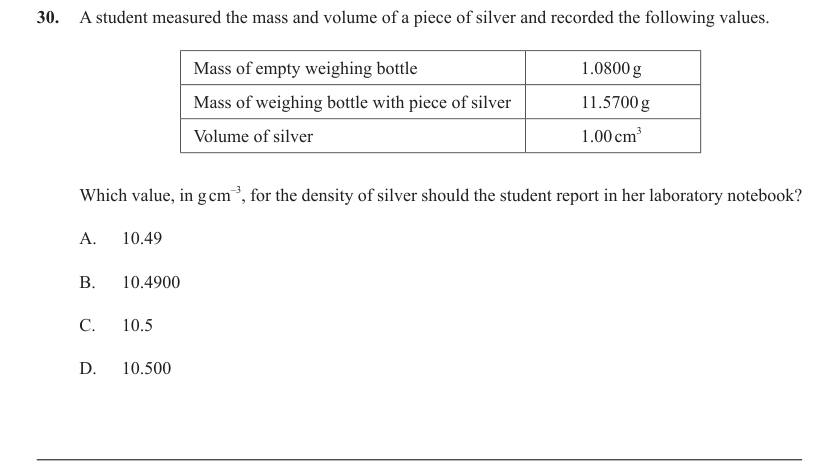 30. A student measured the mass and volume of a piece of silver and recorded the following values.
Mass of empty weighing bottle 1.0800 g
Mass of weighing bottle with piece of silver 11.5700 g
Volume of silver 1.00 cm³
Which value, in g cm⁻³, for the density of silver should the student report in her laboratory notebook?
A. 10.49
B. 10.4900
C. 10.5
D. 10.500